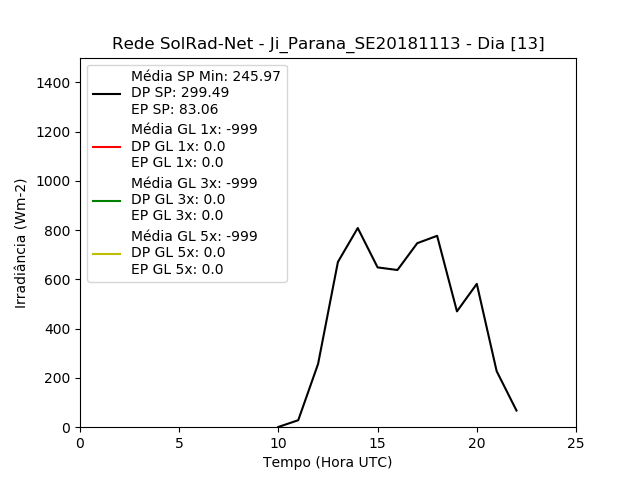 Rede SolRad-Net - Ji_Parana_SE20181113 - Dia [13]
Média SP Min: 245.97
DP SP: 299.49
EP SP: 83.06
Média GL 1x: -999
DP GL 1x: 0.0
EP GL 1x: 0.0
Média GL 3x: -999
DP GL 3x: 0.0
EP GL 3x: 0.0
Média GL 5x: -999
DP GL 5x: 0.0
EP GL 5x: 0.0
Irradiância (Wm-2)
1400
1200
1000
800
600
400
200
0
0 5 10 15 20 25
Tempo (Hora UTC)